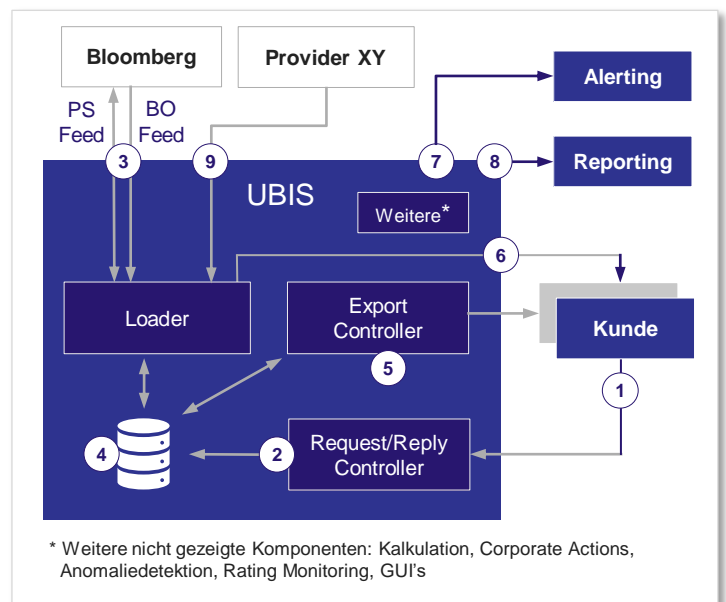 Bloomberg
Provider XY
Alerting
PS
Feed
BO
Feed
3
9
7
8
Reporting
UBIS
Weitere*
6
Loader
Export
Controller
5
Kunde
1
4
2
Request/Reply
Controller
* Weitere nicht gezeigte Komponenten: Kalkulation, Corporate Actions,
Anomaliedetektion, Rating Monitoring, GUI's